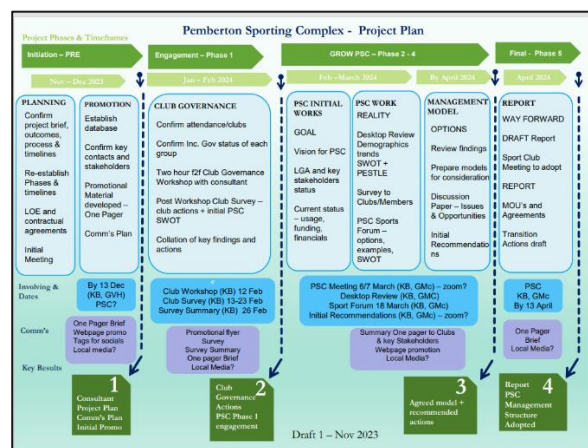 Pemberton Sporting Complex - Project Plan
Project Phases & Timeframes
Initiation – PRE
Engagement – Phase 1
GROW PSC – Phase 2 - 4
Final - Phase 5
Nov – Dec 2023
Jan – Feb 2024
Feb –March 2024
By April 2024
April 2024
PLANNING
Confirm
project brief,
outcomes,
process &
timelines
Re-establish
Phases &
timelines
LOE and
contractual
agreements
Initial
Meeting
PROMOTION
Establish
database
Confirm key
contacts and
stakeholders
Promotional
Material
developed –
One Pager
Comm's Plan
CLUB GOVERNANCE
Confirm attendance/clubs
Confirm Inc. Gov status of each
group
Two hour f2f Club Governance
Workshop with consultant
Post Workshop Club Survey –
club actions + initial PSC
SWOT
Collation of key findings and
actions
PSC INITIAL
WORKS
GOAL
Vision for PSC
LGA and key
stakeholders
status
Current status
- usage,
funding,
financials
PSC WORK
REALITY
Desktop Review
Demographics
trends
SWOT +
PESTLE
Survey to
Clubs/Members
PSC Sports
Forum – options,
examples, SWOT
MANAGEMENT
MODEL
OPTIONS
Review findings
Prepare models
for consideration
Discussion
Paper – Issues &
Opportunities
Initial
Recommendatio
ns
REPORT
WAY FORWARD
DRAFT Report
Sport Club
Meeting to adopt
REPORT
MOU's and
Agreements
Transition
Actions draft
Involving &
Dates
By 13 Dec
(KB, GVH)
PSC?
Club Workshop (KB) 12 Feb
Club Survey (KB) 13-23 Feb
Survey Summary (KB) 26 Feb
PSC Meeting 6/7 March (KB, GMc) – zoom?
Desktop Review (KB, GMC)
Sport Forum 18 March (KB, GMc) – zoom?
Initial Recommendations (KB, GMc)
PSC
KB, GMc
By 13 April
Comm's
One Pager Brief
Webpage promo
Tags for socials
Local media?
Promotional flyer
Survey
Survey Summary
One pager Brief
Local Media?
Summary One pager to Clubs
& key Stakeholders
Webpage promotion
Local Media?
One Pager
Brief
Local Media?
Key Results
1
Consultant
Project Plan
Comm's Plan
Initial Promo
2
Club
Governance
Actions
PSC Phase 1
engagement
3
Agreed model +
recommended
actions
4
Report
PSC
Management
Structure
Adopted
Draft 1 – Nov 2023